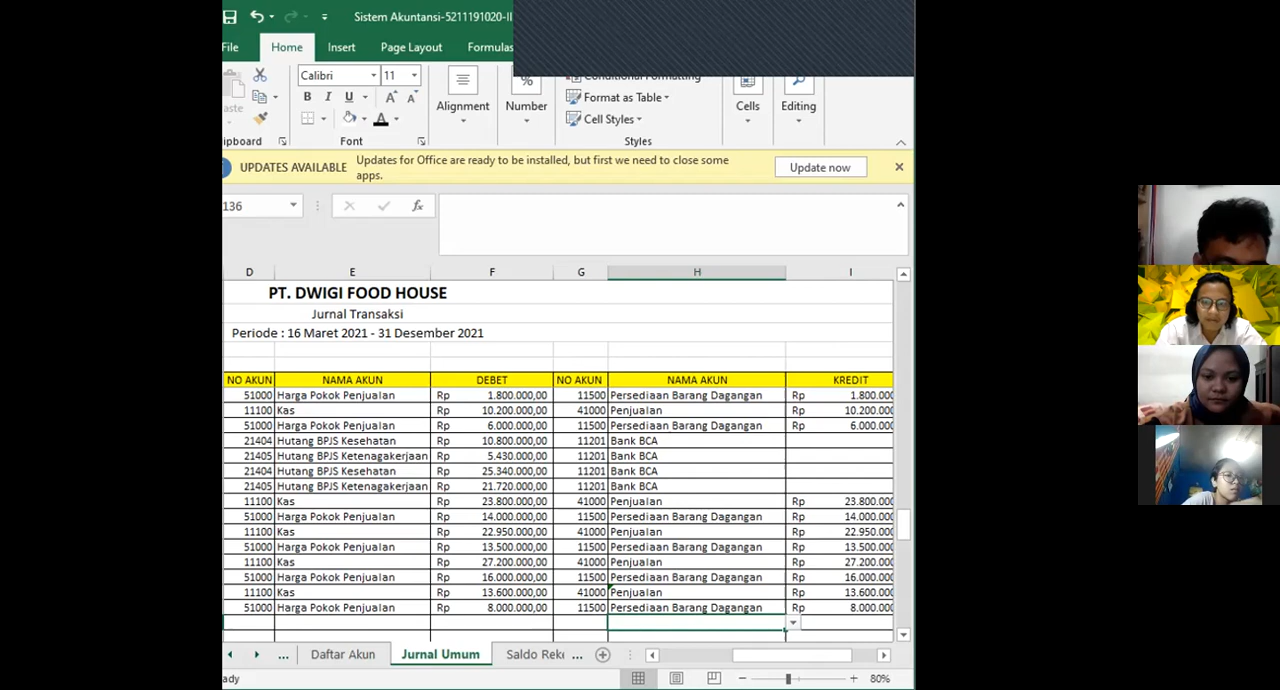 Sistem Akuntansi-5211191020-II
File Home Insert Page Layout Formulas
Calibri 11
Conditional Formatting
B I U A A
Alignment Number Format as Table Cells Editing
Cell Styles
Font Styles
UPDATES AVAILABLE Updates for Office are ready to be installed, but first we need to close some
apps.
Update now
136 fx
D E F G H I
PT. DWIGI FOOD HOUSE
Jurnal Transaksi
Periode : 16 Maret 2021 - 31 Desember 2021
NO AKUN NAMA AKUN DEBET NO AKUN NAMA AKUN KREDIT
51000 Harga Pokok Penjualan Rp 1.800.000,00 11500 Persediaan Barang Dagangan Rp 1.800.000
11100 Kas Rp 10.200.000,00 41000 Penjualan Rp 10.200.000
51000 Harga Pokok Penjualan Rp 6.000.000,00 11500 Persediaan Barang Dagangan Rp 6.000.000
21404 Hutang BPJS Kesehatan Rp 10.800.000,00 11201 Bank BCA
21405 Hutang BPJS Ketenagakerjaan Rp 5.430.000,00 11201 Bank BCA
21404 Hutang BPJS Kesehatan Rp 25.340.000,00 11201 Bank BCA
21405 Hutang BPJS Ketenagakerjaan Rp 21.720.000,00 11201 Bank BCA
11100 Kas Rp 23.800.000,00 41000 Penjualan Rp 23.800.000
51000 Harga Pokok Penjualan Rp 14.000.000,00 11500 Persediaan Barang Dagangan Rp 14.000.000
11100 Kas Rp 22.950.000,00 41000 Penjualan Rp 22.950.000
51000 Harga Pokok Penjualan Rp 13.500.000,00 11500 Persediaan Barang Dagangan Rp 13.500.000
11100 Kas Rp 27.200.000,00 41000 Penjualan Rp 27.200.000
51000 Harga Pokok Penjualan Rp 16.000.000,00 11500 Persediaan Barang Dagangan Rp 16.000.000
11100 Kas Rp 13.600.000,00 41000 Penjualan Rp 13.600.000
51000 Harga Pokok Penjualan Rp 8.000.000,00 11500 Persediaan Barang Dagangan Rp 8.000.000
... Daftar Akun Jurnal Umum Saldo Reke ...
80%